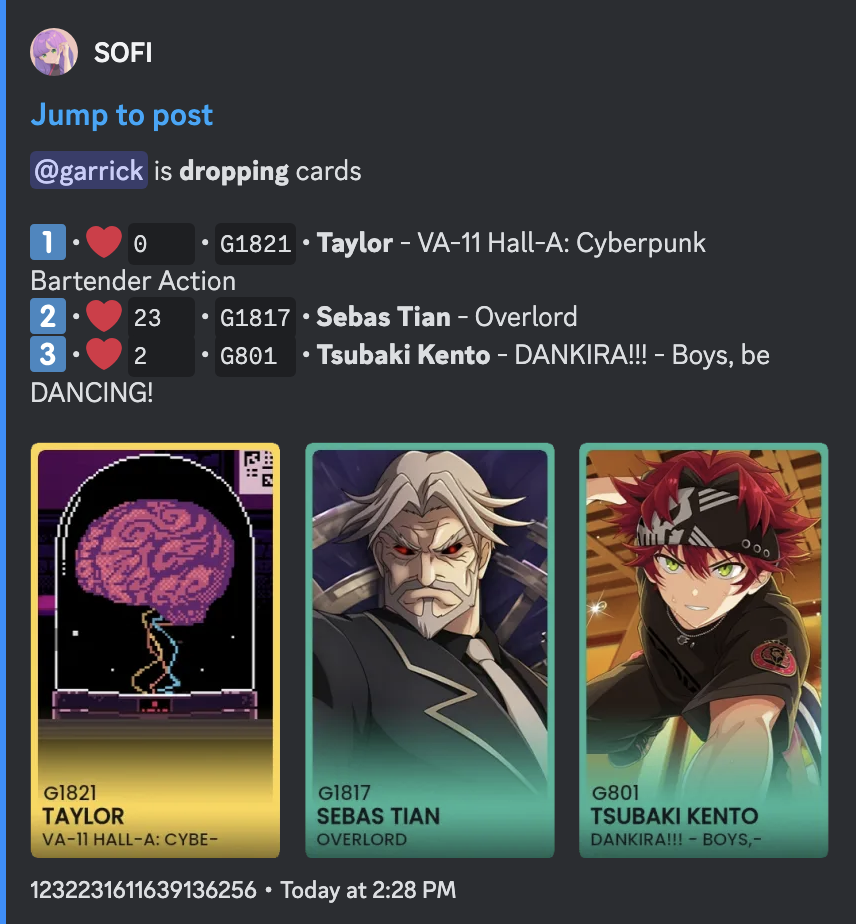 SOFI
Jump to post
@garrick is dropping cards
1 • ❤ 0 • G1821 • Taylor - VA-11 Hall-A: Cyberpunk
Bartender Action
2 • ❤ 23 • G1817 • Sebas Tian - Overlord
3 • ❤ 2 • G801 • Tsubaki Kento - DANKIRA!!! - Boys, be
DANCING!
G1821
TAYLOR
VA-11 HALL-A: CYBE-
G1817
SEBAS TIAN
OVERLORD
G801
TSUBAKI KENTO
DANKIRA!!! - BOYS,-
1232231611639136256 • Today at 2:28 PM